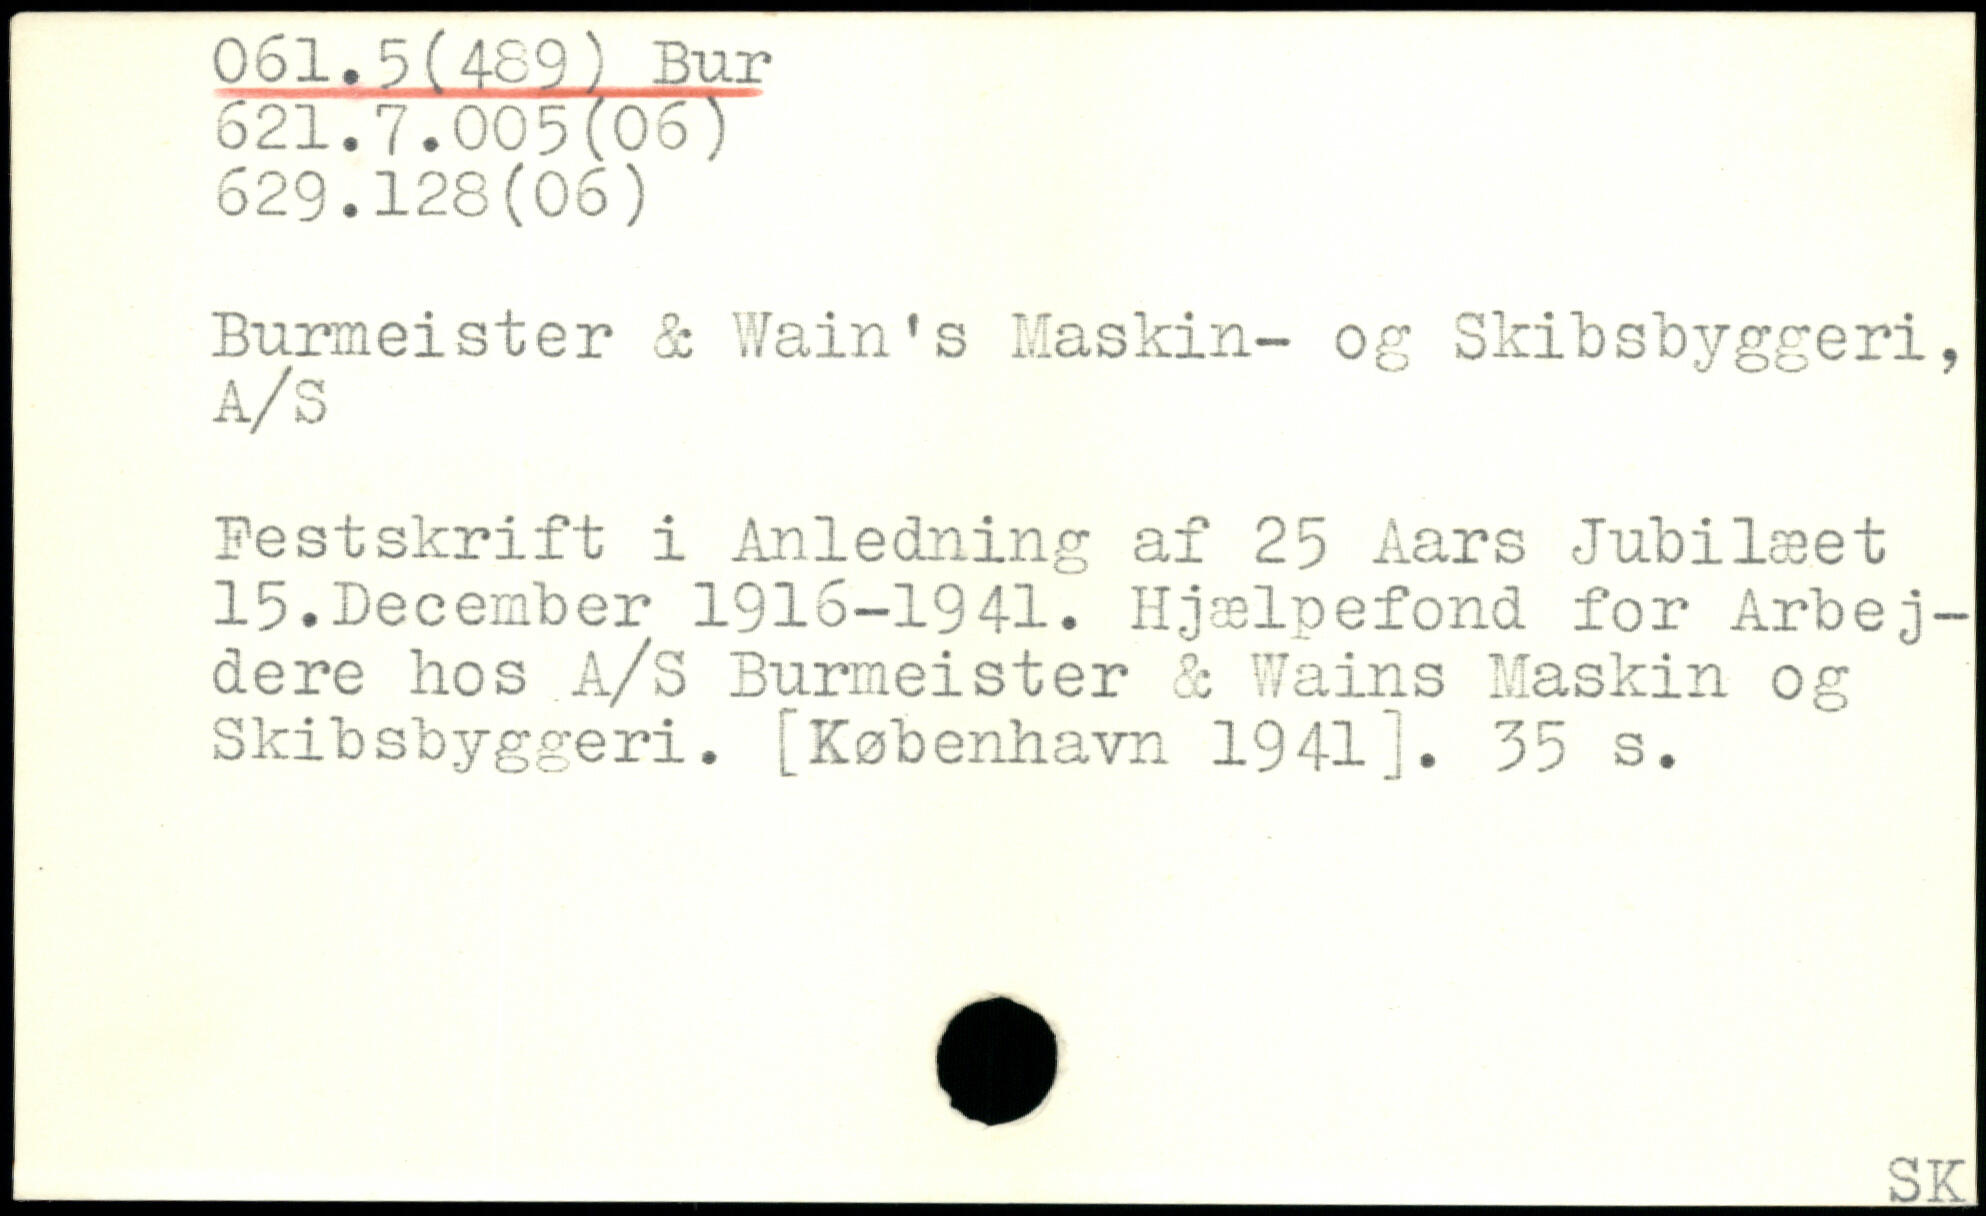 061.5(489) Bur
621.7.005(06)
629.128(06)
Burmeister & Wain's Maskin- og Skibsbyggeri,
A/S
Festskrift i Anledning af 25 Aars Jubilæet
15.December 1916-1941. Hjælpefond for Arbej-
dere hos A/S Burmeister & Wains Maskin og
Skibsbyggeri. [København 1941]. 35 s.
SK